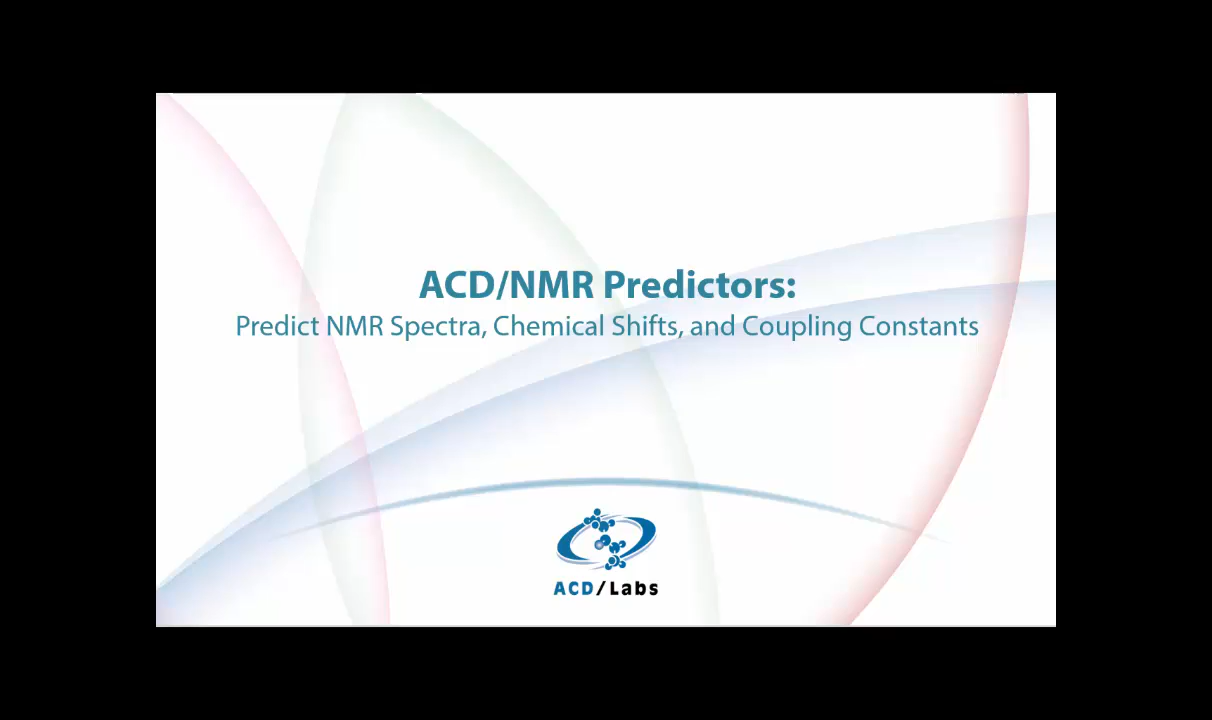 ACD/NMR Predictors:
Predict NMR Spectra, Chemical Shifts, and Coupling Constants
ACD/Labs